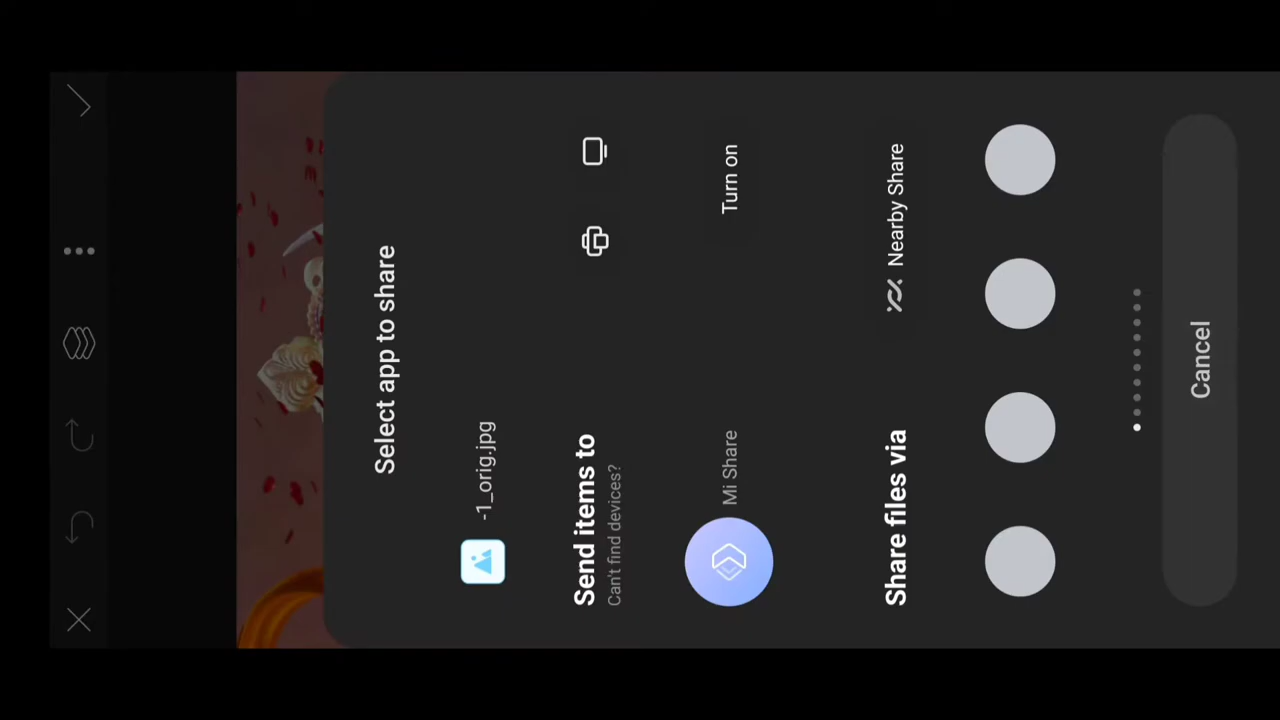 Select app to share
-1_orig.jpg
Send items to
Can't find devices?
Mi Share
Turn on
Share files via
Nearby Share
Cancel